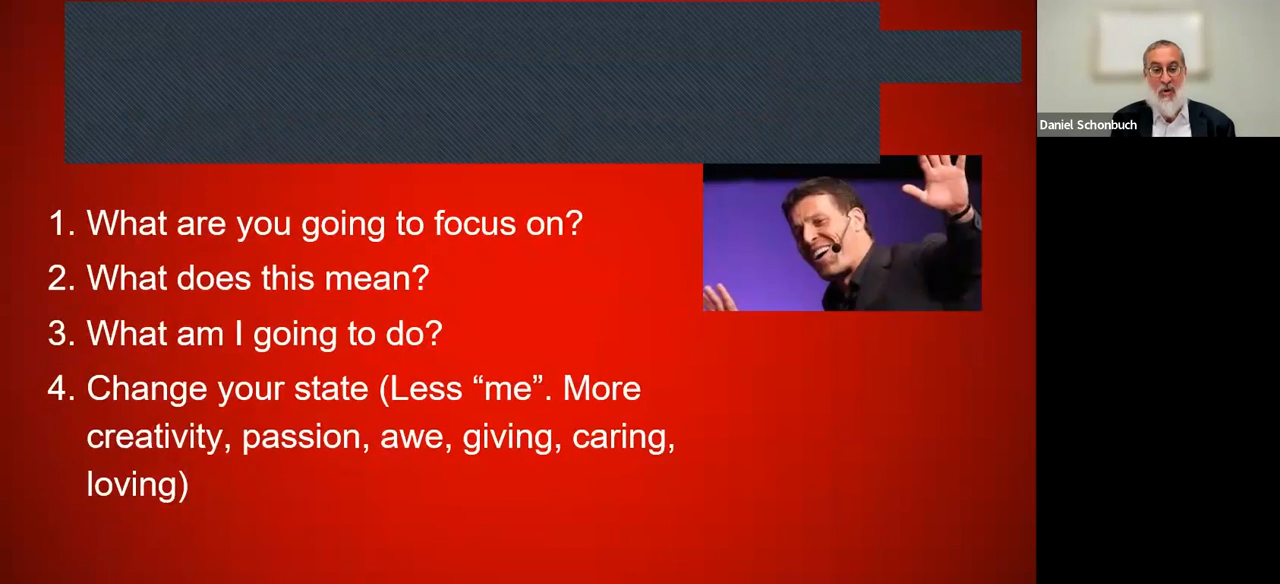 1. What are you going to focus on?
2. What does this mean?
3. What am I going to do?
4. Change your state (Less “me”. More
creativity, passion, awe, giving, caring,
loving)
Daniel Schonbuch